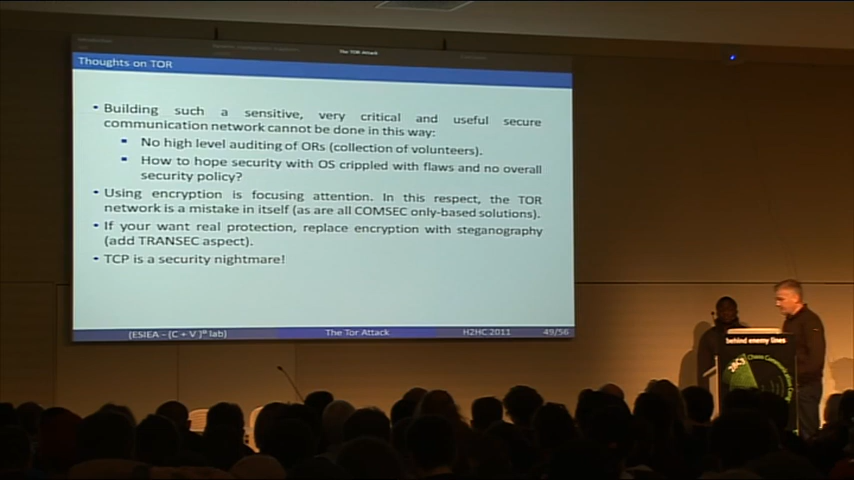 The TOR Attack
Thoughts on TOR
• Building such a sensitive, very critical and useful secure
communication network cannot be done in this way:
▪ No high level auditing of ORs (collection of volunteers).
▪ How to hope security with OS crippled with flaws and no overall
security policy?
• Using encryption is focusing attention. In this respect, the TOR
network is a mistake in itself (as are all COMSEC only-based solutions).
• If your want real protection, replace encryption with steganography
(add TRANSEC aspect).
• TCP is a security nightmare!
(ESIEA - (C + V)º lab)
The Tor Attack
H2HC 2011
49/56
behind enemy lines